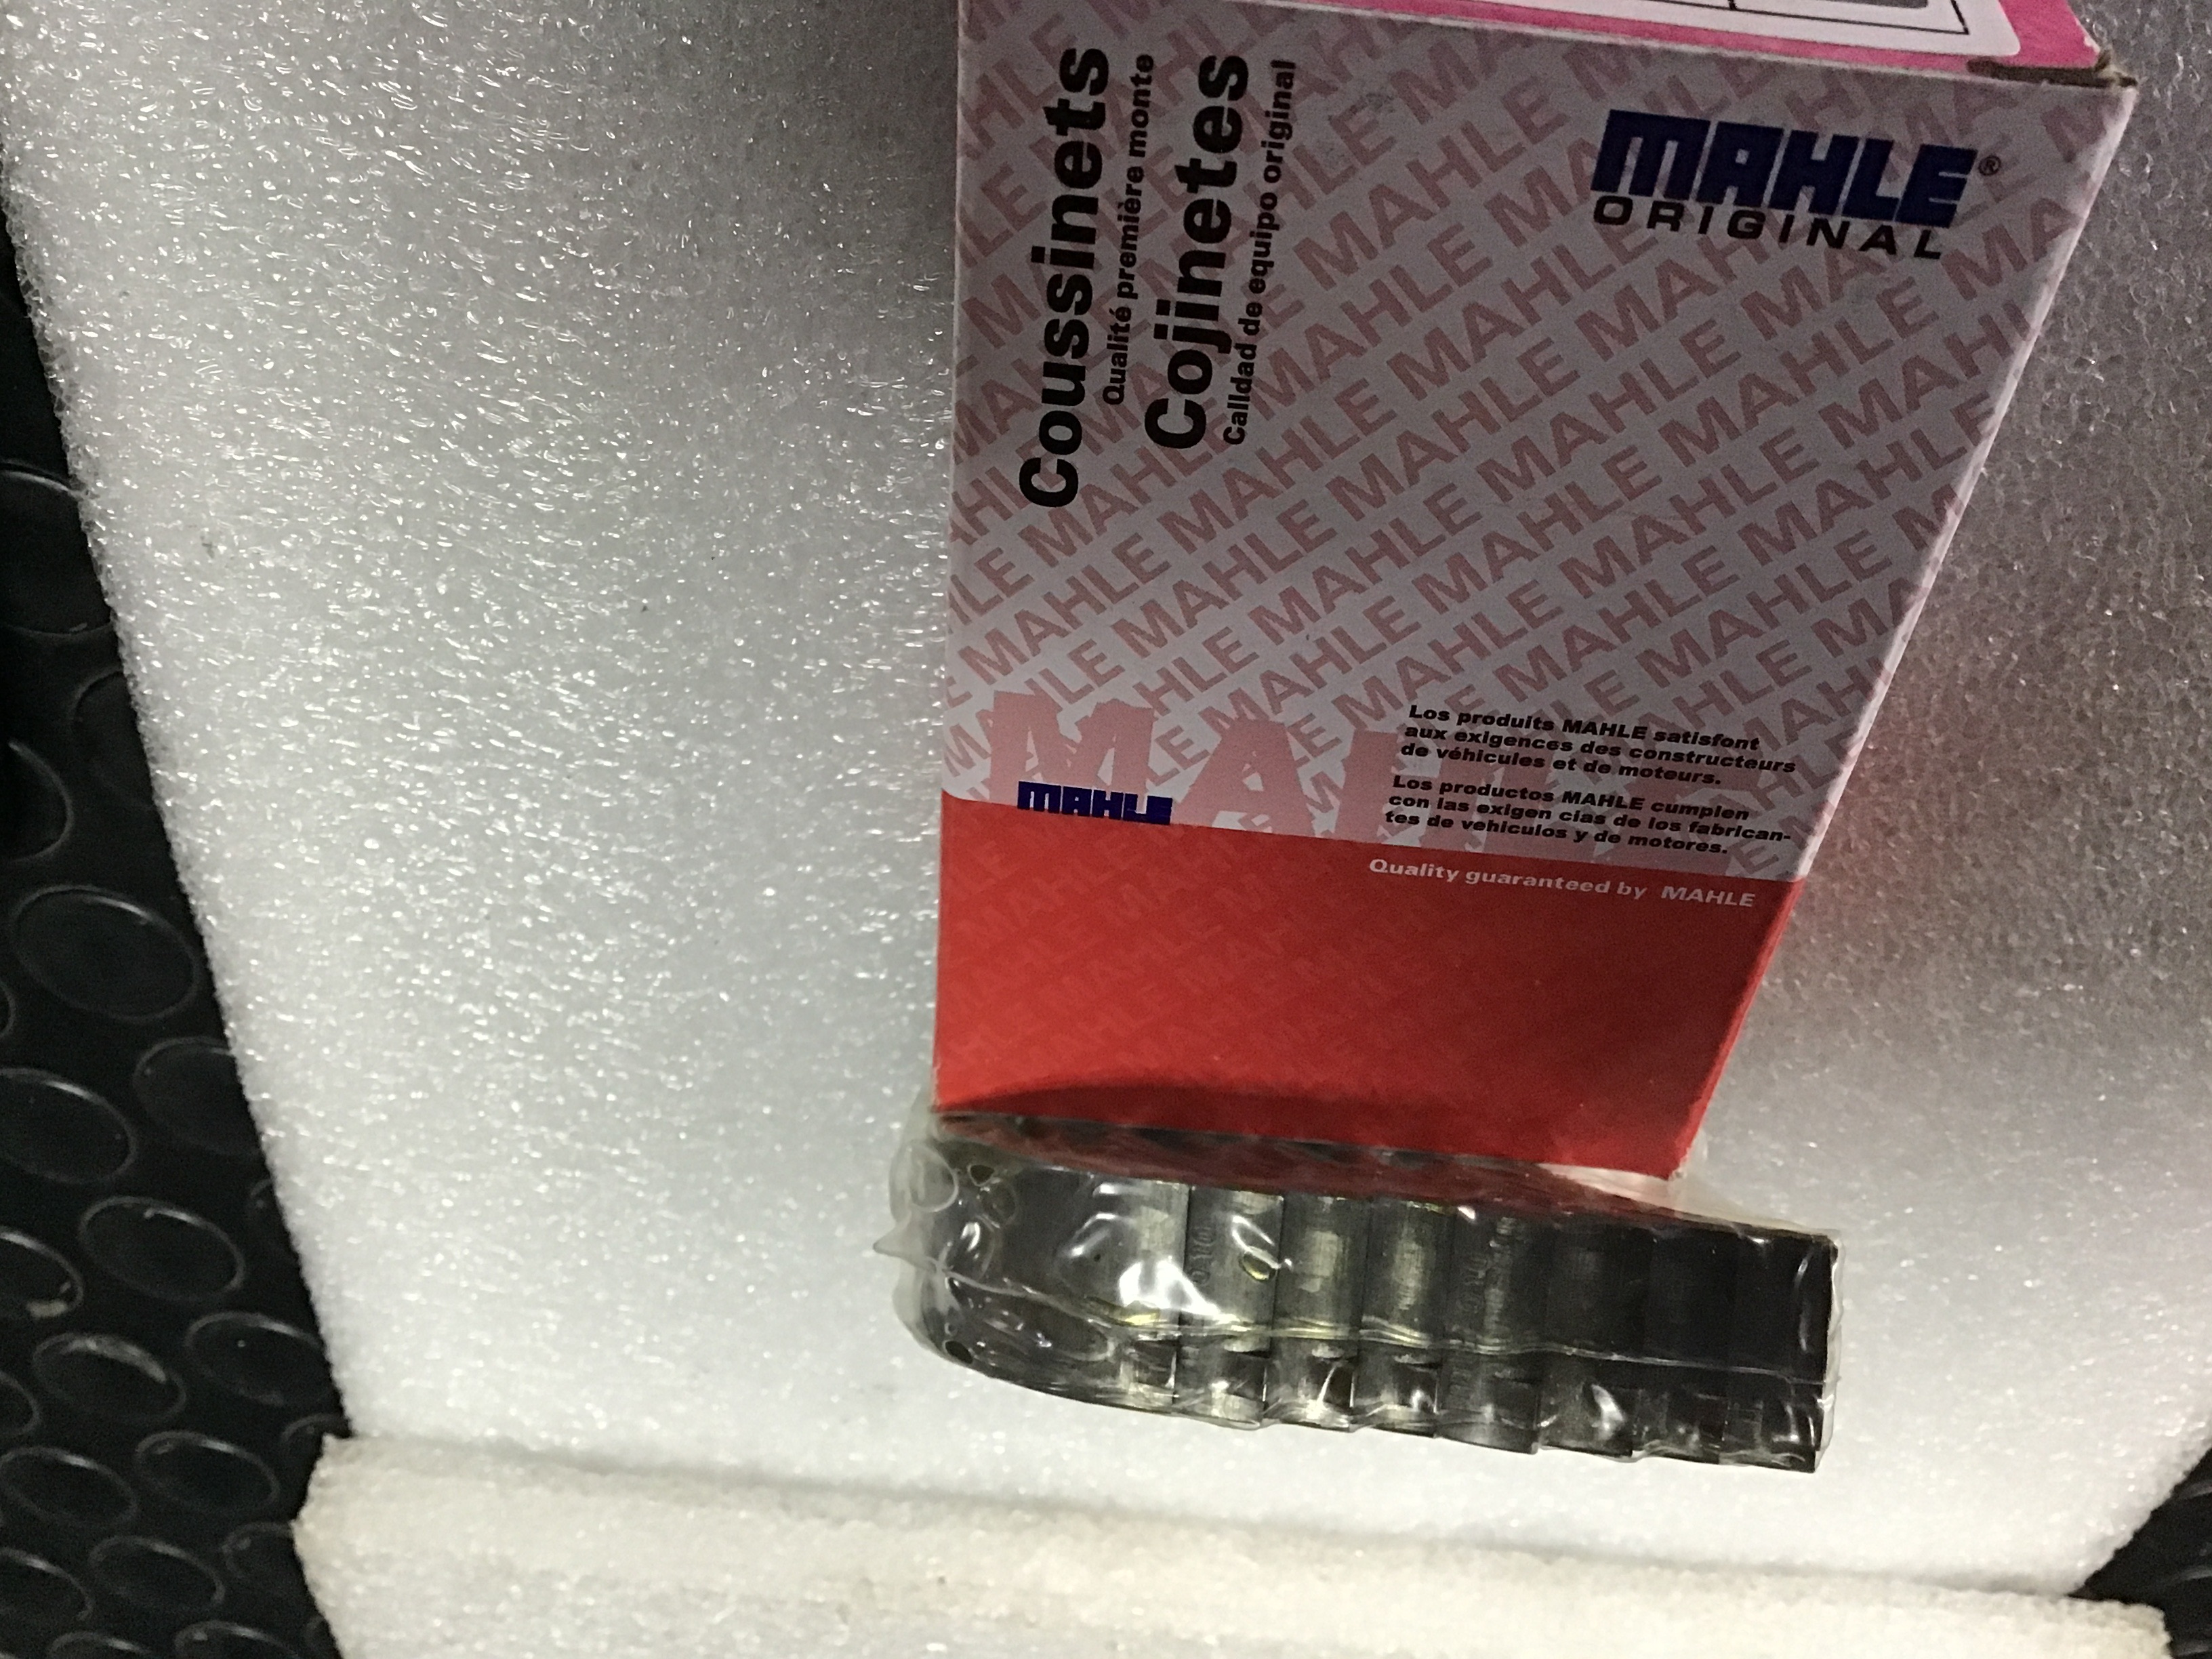 Coussinets
Qualité première monte
Cojinetes
Calidad de equipo original
MAHLE®
ORIGINAL
Los produits MAHLE satisfont
aux exigences des constructeurs
de véhicules et de moteurs.
Los productos MAHLE cumplen
con las exigen cias de los fabrican-
tes de vehiculos y de motores.
MAHLE
Quality guaranteed by MAHLE